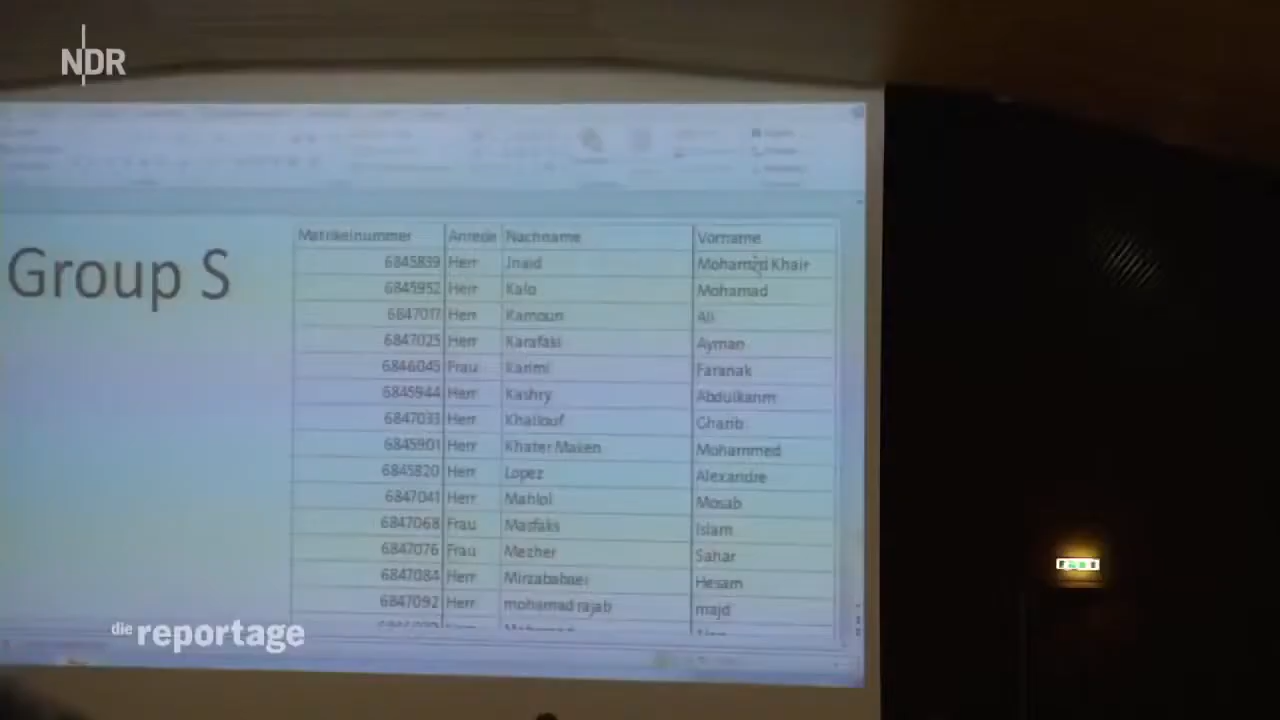 NDR
Group S
Matrikelnummer Anrede Nachname Vorname
6845839 Herr Jnaid Mohamad Khair
6845952 Herr Kalo Mohamad
6847017 Herr Kamoun Ali
6847025 Herr Karafaki Ayman
6846045 Frau Karimi Faranak
6845944 Herr Kashry Abdulkarim
6847033 Herr Khallouf Gharib
6845901 Herr Khater Maxen Mohammed
6845820 Herr Lopez Alexandre
6847041 Herr Mahlol Mosab
6847068 Frau Masfaks Islam
6847076 Frau Mezher Sahar
6847084 Herr Mirzababaei Hesam
6847092 Herr mohamad rajab majd
die reportage